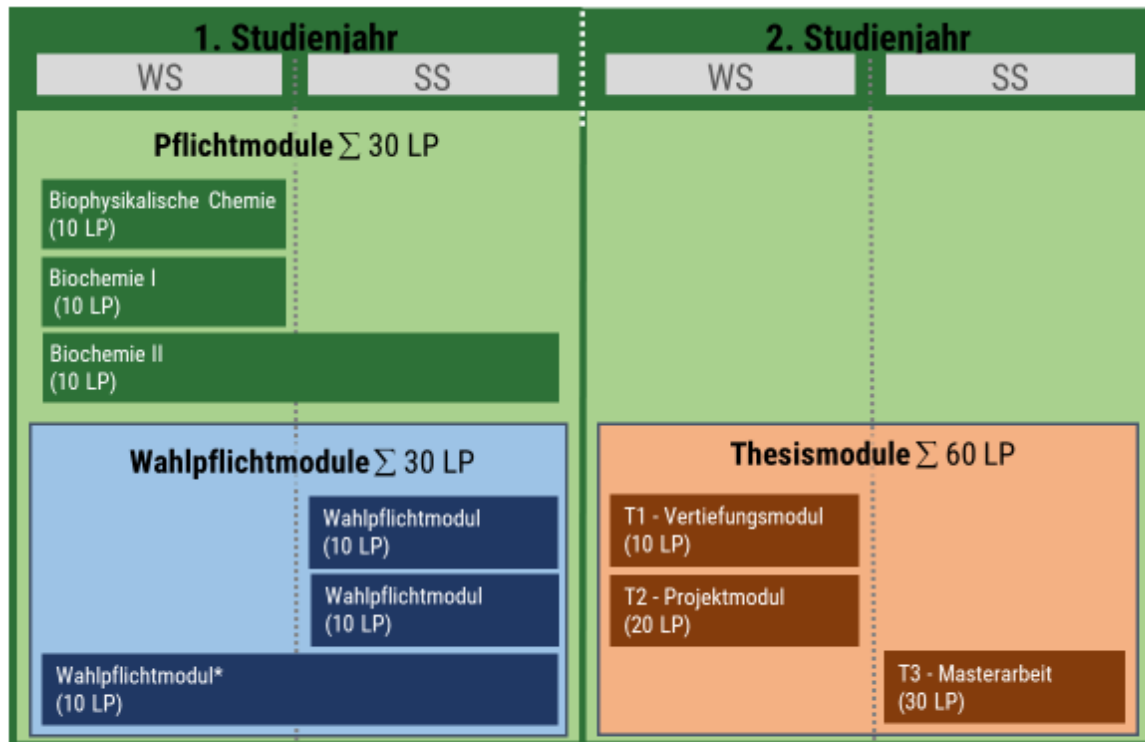 1. Studienjahr
2. Studienjahr
WS
SS
WS
SS
Pflichtmodule ∑ 30 LP
Biophysikalische Chemie
(10 LP)
Biochemie I
(10 LP)
Biochemie II
(10 LP)
Wahlpflichtmodule ∑ 30 LP
Wahlpflichtmodul
(10 LP)
Wahlpflichtmodul
(10 LP)
Wahlpflichtmodul*
(10 LP)
Thesismodule ∑ 60 LP
T1 - Vertiefungsmodul
(10 LP)
T2 - Projektmodul
(20 LP)
T3 - Masterarbeit
(30 LP)